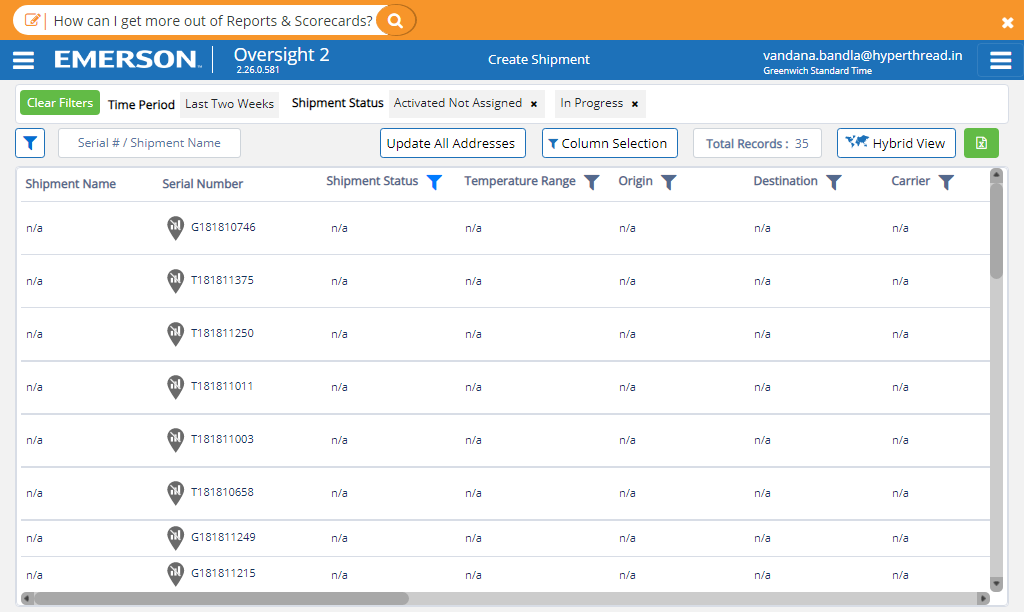 How can I get more out of Reports & Scorecards?
EMERSON. Oversight 2 Create Shipment vandana.bandla@hyperthread.in
2.26.0.581 Greenwich Standard Time
Clear Filters Time Period Last Two Weeks Shipment Status Activated Not Assigned × In Progress ×
Serial # / Shipment Name Update All Addresses Column Selection Total Records : 35 Hybrid View
Shipment Name Serial Number Shipment Status Temperature Range Origin Destination Carrier
n/a G181810746 n/a n/a n/a n/a n/a
n/a T181811375 n/a n/a n/a n/a n/a
n/a T181811250 n/a n/a n/a n/a n/a
n/a T181811011 n/a n/a n/a n/a n/a
n/a T181811003 n/a n/a n/a n/a n/a
n/a T181810658 n/a n/a n/a n/a n/a
n/a G181811249 n/a n/a n/a n/a n/a
n/a G181811215 n/a n/a n/a n/a n/a